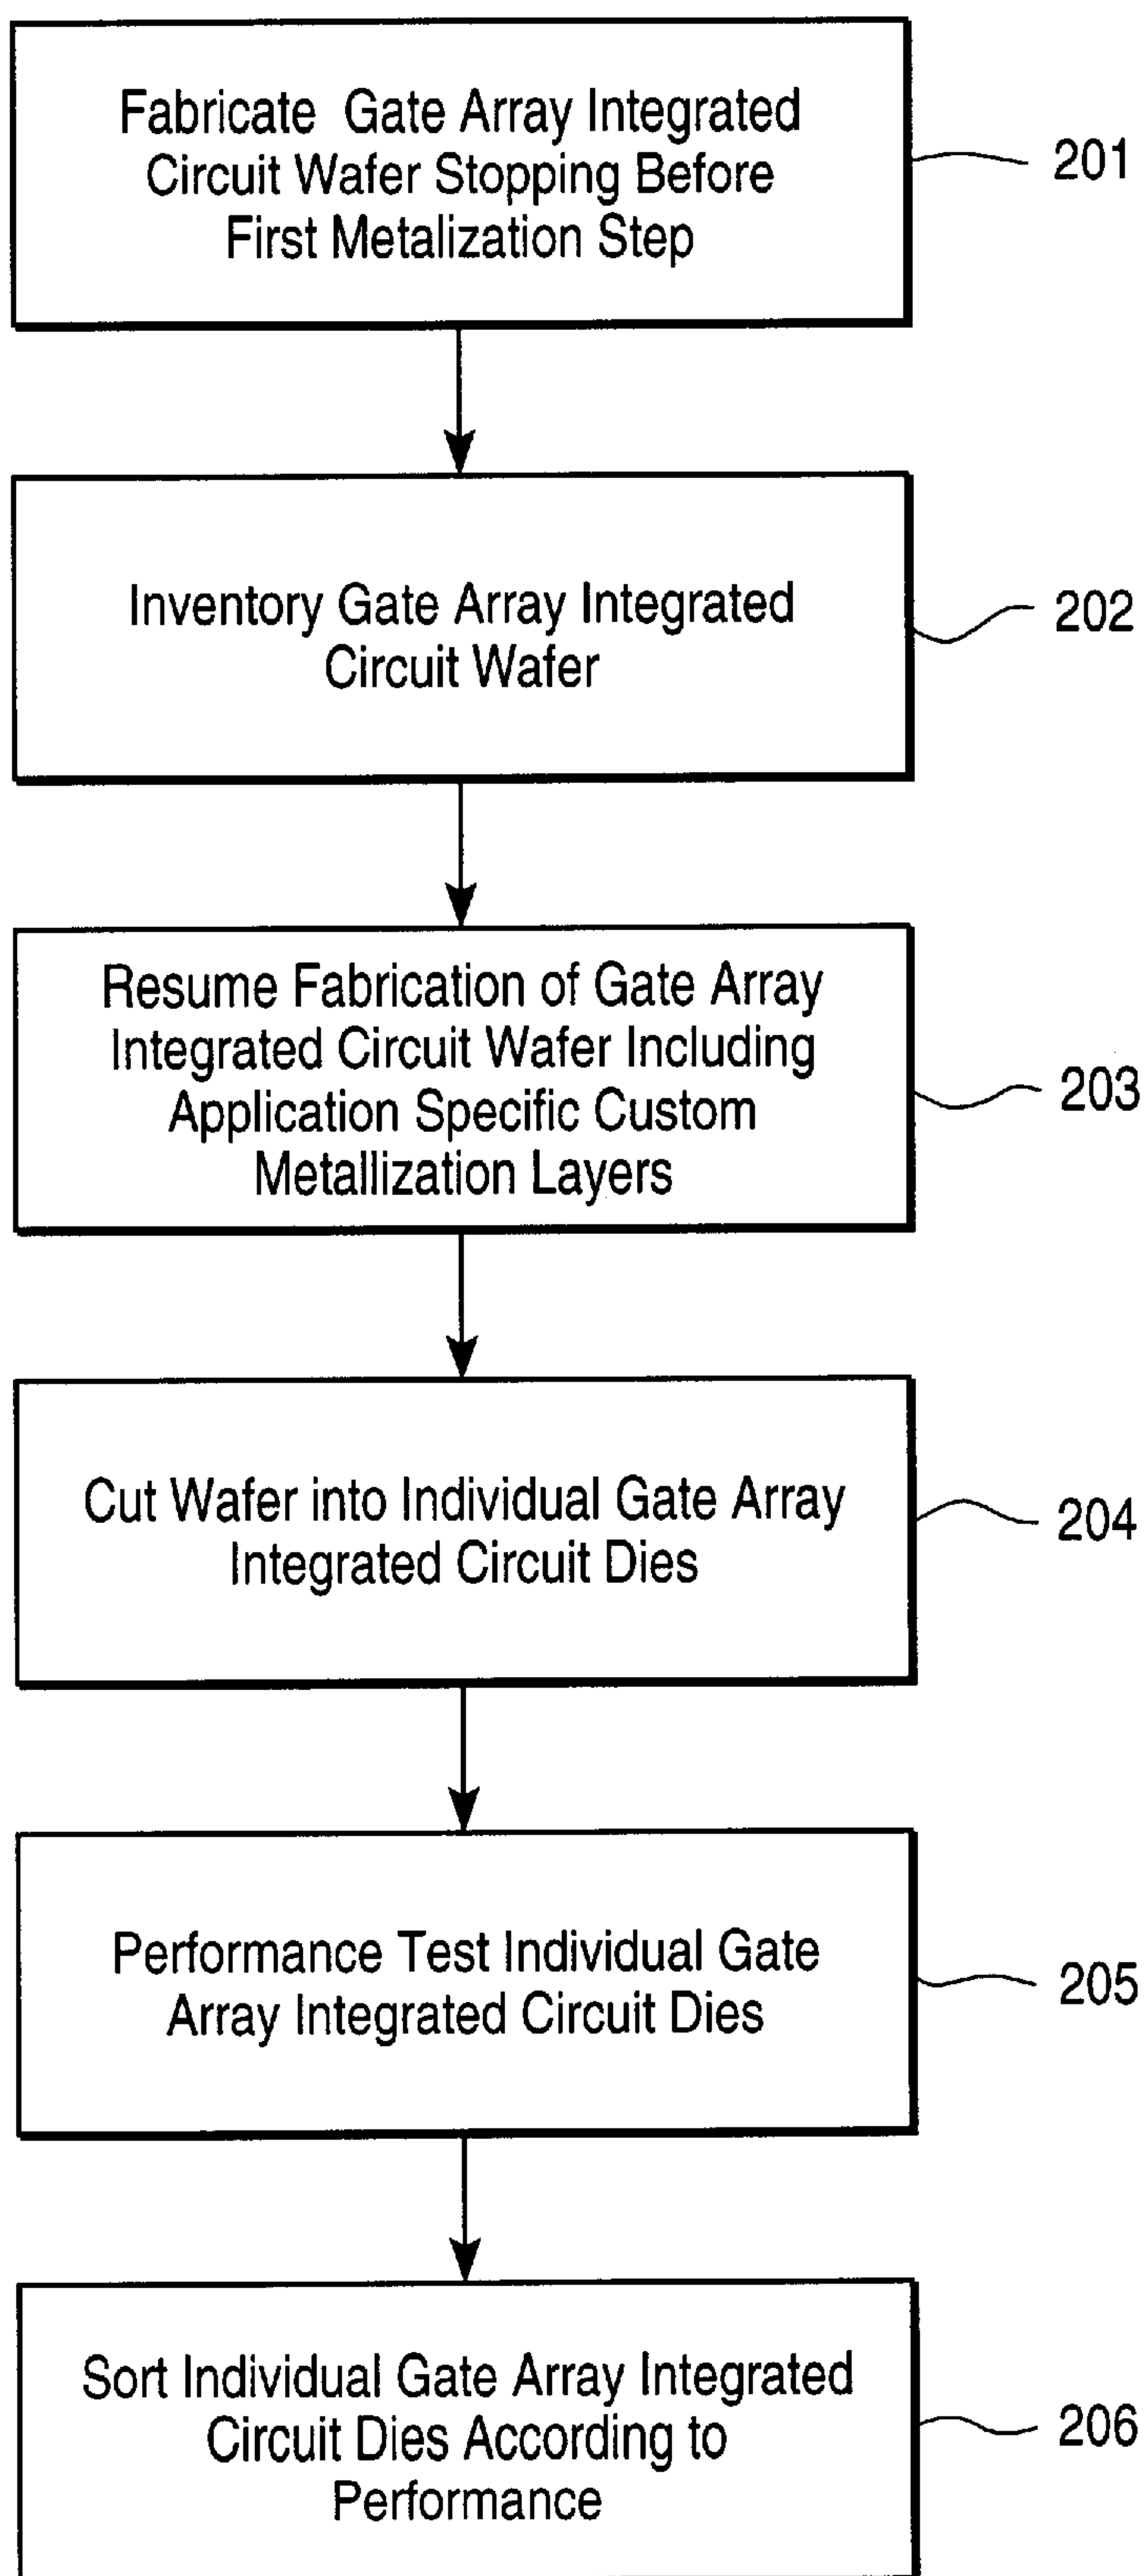 Fabricate Gate Array Integrated
Circuit Wafer Stopping Before
First Metalization Step
201
Inventory Gate Array Integrated
Circuit Wafer
202
Resume Fabrication of Gate Array
Integrated Circuit Wafer Including
Application Specific Custom
Metallization Layers
203
Cut Wafer into Individual Gate Array
Integrated Circuit Dies
204
Performance Test Individual Gate
Array Integrated Circuit Dies
205
Sort Individual Gate Array Integrated
Circuit Dies According to
Performance
206